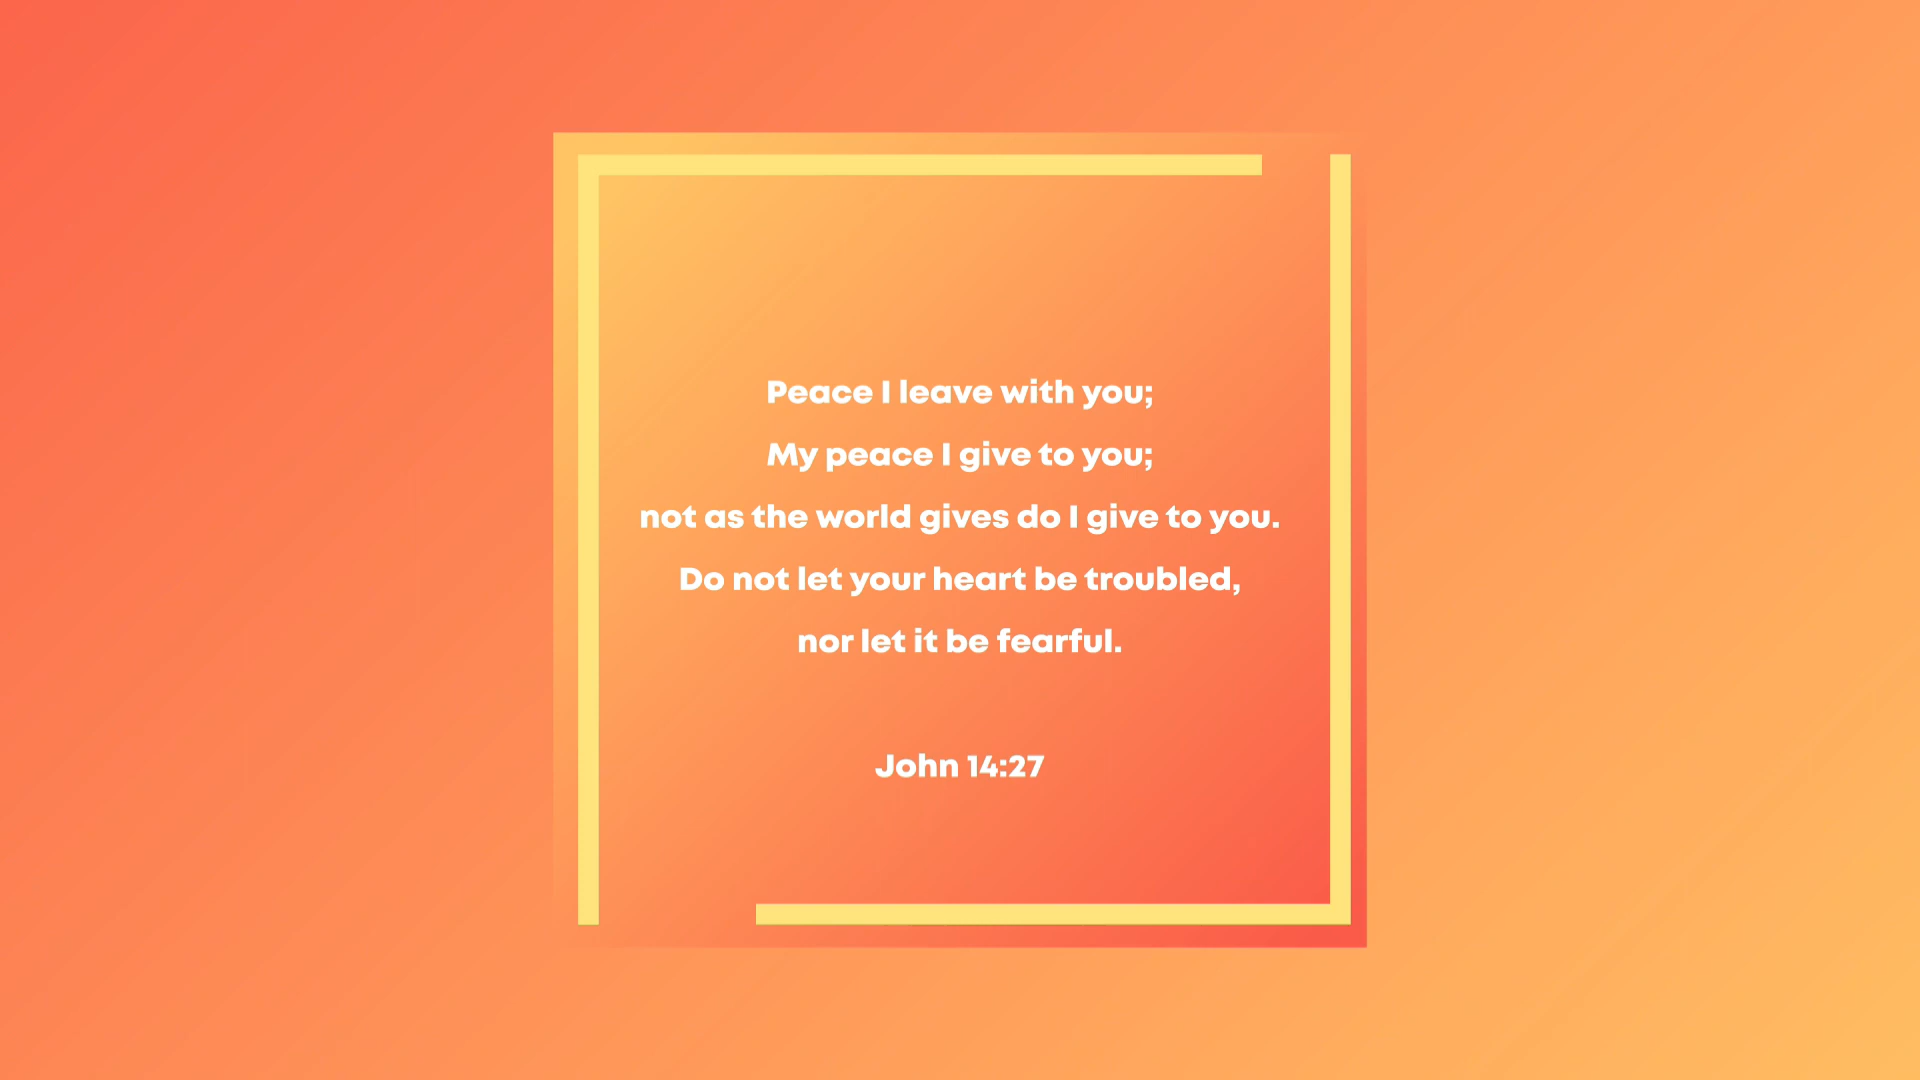 Peace I leave with you;
My peace I give to you;
not as the world gives do I give to you.
Do not let your heart be troubled,
nor let it be fearful.
John 14:27